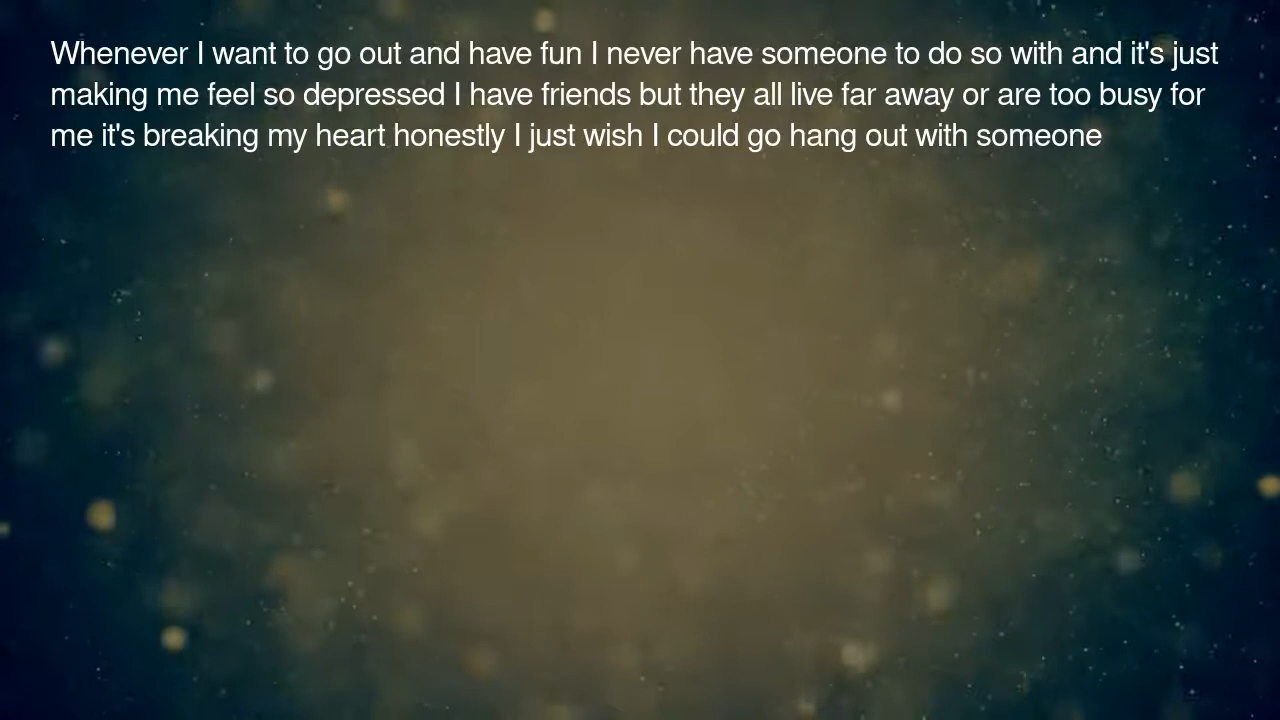 Whenever I want to go out and have fun I never have someone to do so with and it's just
making me feel so depressed I have friends but they all live far away or are too busy for
me it's breaking my heart honestly I just wish I could go hang out with someone